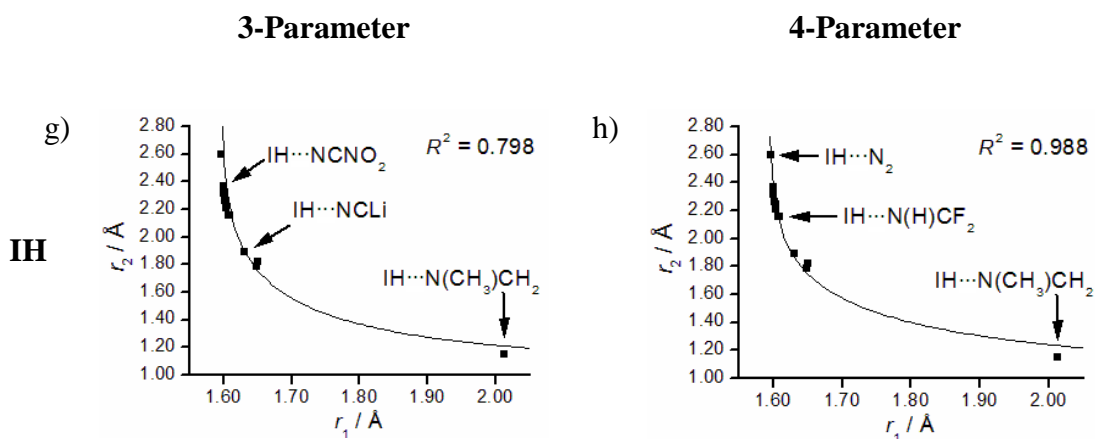 3-Parameter 4-Parameter
g) h)
IH
2.80
2.60
2.40
2.20
2.00
1.80
1.60
1.40
1.20
1.00
r₂ / Å
IH···NCNO₂
R² = 0.798
IH···NCLi
IH···N(CH₃)CH₂
1.60 1.70 1.80 1.90 2.00
r₁ / Å
2.80
2.60
2.40
2.20
2.00
1.80
1.60
1.40
1.20
1.00
r₂ / Å
R² = 0.988
IH···N₂
IH···N(H)CF₂
IH···N(CH₃)CH₂
1.60 1.70 1.80 1.90 2.00
r₁ / Å